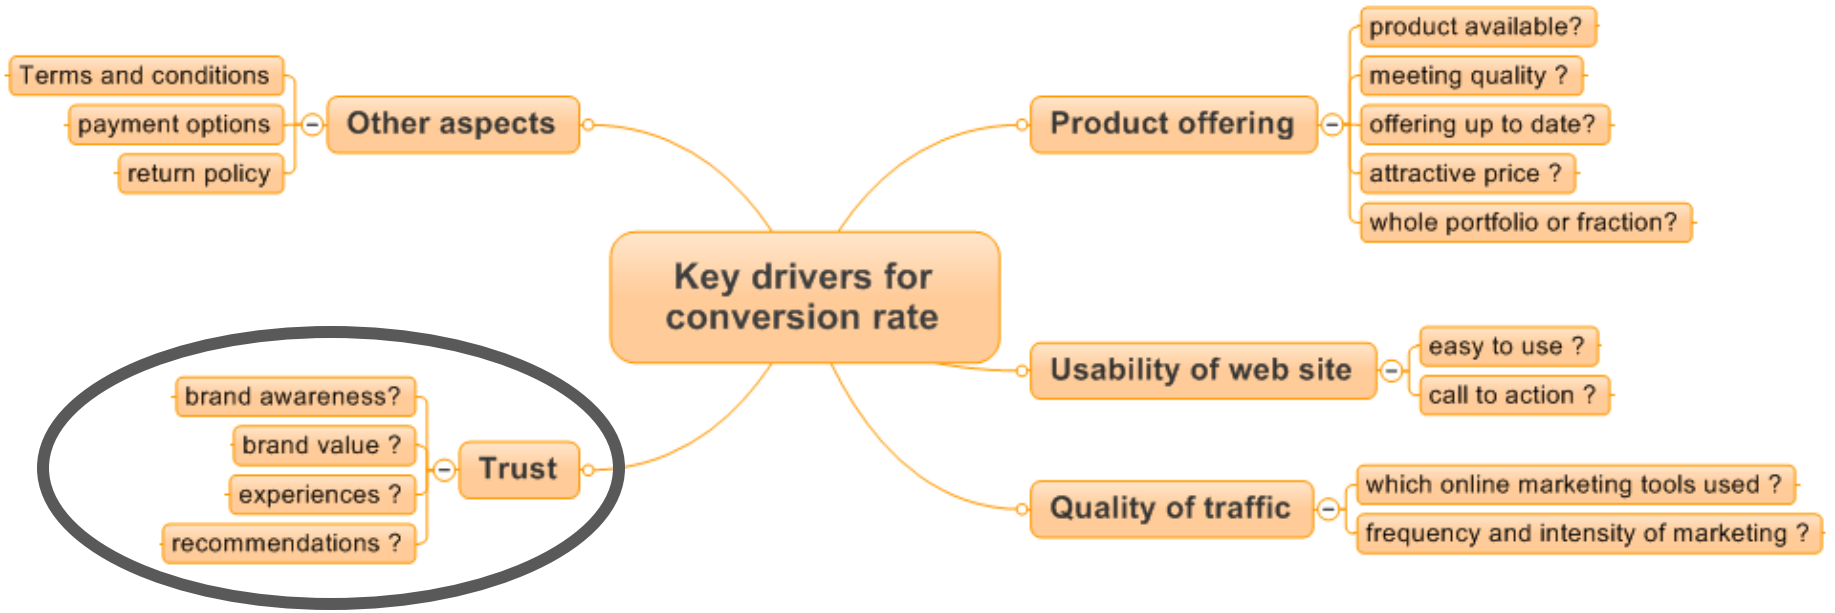 Key drivers for
conversion rate
Product offering
product available?
meeting quality ?
offering up to date?
attractive price ?
whole portfolio or fraction?
Usability of web site
easy to use ?
call to action ?
Quality of traffic
which online marketing tools used ?
frequency and intensity of marketing ?
Other aspects
Terms and conditions
payment options
return policy
Trust
brand awareness?
brand value ?
experiences ?
recommendations ?